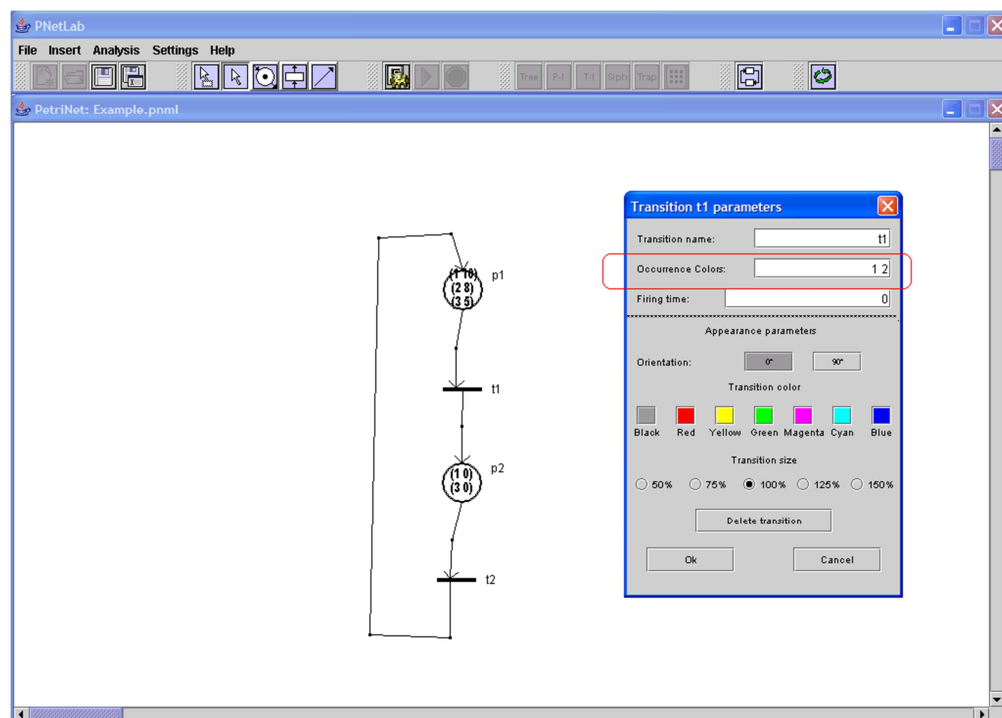 PNetLab
File Insert Analysis Settings Help
Tree P-I T-I Siph Trap
PetriNet: Example.pnml
(1 10)
(2 8)
(3 5)
p1
t1
(1 0)
(3 0)
p2
t2
Transition t1 parameters
Transition name: t1
Occurrence Colors: 1 2
Firing time: 0
Appearance parameters
Orientation: 0° 90°
Transition color
Black Red Yellow Green Magenta Cyan Blue
Transition size
50% 75% 100% 125% 150%
Delete transition
Ok Cancel